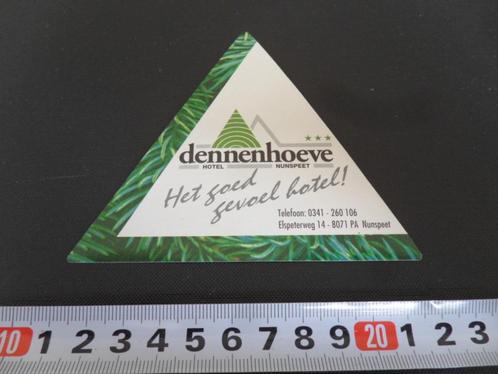 ★★★
dennenhoeve
HOTEL NUNSPEET
Het goed
gevoel hotel!
Telefoon: 0341 - 260 106
Elspeterweg 14 - 8071 PA Nunspeet
10 1 2 3 4 5 6 7 8 9 20 1 2 3